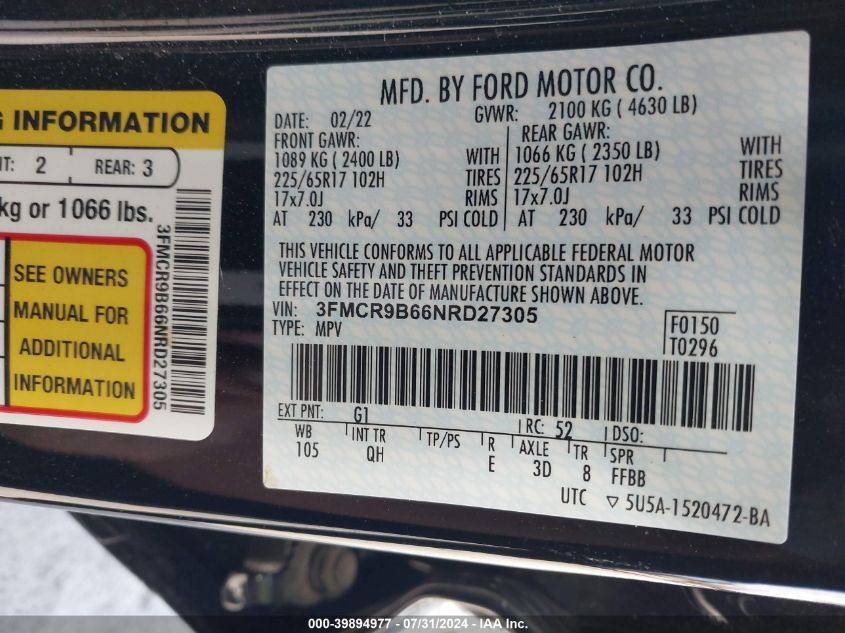 G INFORMATION
NT: 2 REAR: 3
kg or 1066 lbs.
SEE OWNERS
MANUAL FOR
ADDITIONAL
INFORMATION
3FMCR9B66NRD27305
MFD. BY FORD MOTOR CO.
DATE: 02/22 GVWR: 2100 KG ( 4630 LB)
FRONT GAWR: REAR GAWR:
1089 KG ( 2400 LB) WITH 1066 KG ( 2350 LB) WITH
225/65R17 102H TIRES 225/65R17 102H TIRES
17x7.0J RIMS 17x7.0J RIMS
AT 230 kPa/ 33 PSI COLD AT 230 kPa/ 33 PSI COLD
THIS VEHICLE CONFORMS TO ALL APPLICABLE FEDERAL MOTOR
VEHICLE SAFETY AND THEFT PREVENTION STANDARDS IN
EFFECT ON THE DATE OF MANUFACTURE SHOWN ABOVE.
VIN: 3FMCR9B66NRD27305
TYPE: MPV
F0150
T0296
EXT PNT: G1 RC: 52 DSO:
WB INT TR TP/PS R AXLE TR SPR
105 QH E 3D 8 FFBB
UTC ▽ 5U5A-1520472-BA
000-39894977 - 07/31/2024 - IAA Inc.